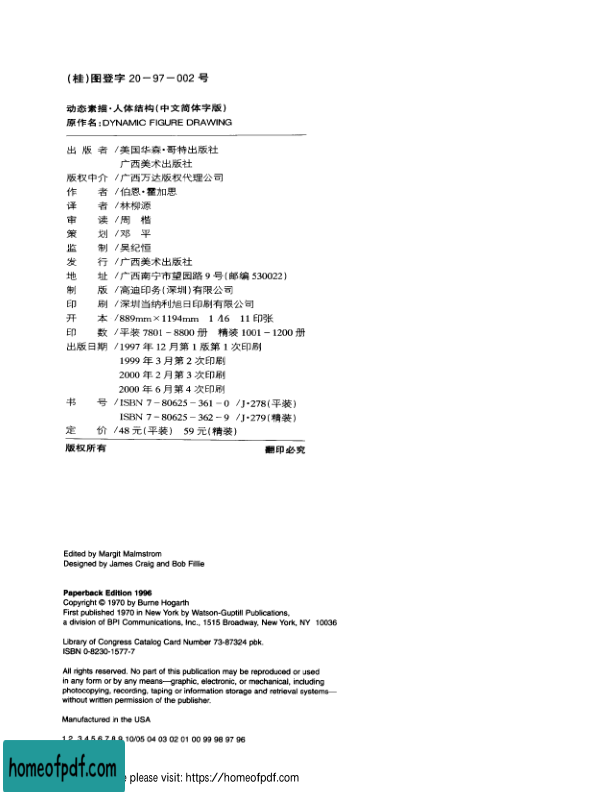 (桂)图登字 20-97-002 号
动态素描·人体结构(中文简体字版)
原作名:DYNAMIC FIGURE DRAWING
出 版 者 /美国华森·哥特出版社
广西美术出版社
版权中介 /广西万达版权代理公司
作 者 /伯恩·霍加思
译 者 /林柳源
审 读 /周 楷
策 划 /邓 平
监 制 /吴纪恒
发 行 /广西美术出版社
地 址 /广西南宁市望园路 9 号(邮编 530022)
制 版 /高迪印务(深圳)有限公司
印 刷 /深圳当纳利旭日印刷有限公司
开 本 /889mm×1194mm 1/16 11 印张
印 数 /平装 7801-8800 册 精装 1001-1200 册
出版日期 /1997 年 12 月第 1 版第 1 次印刷
1999 年 3 月第 2 次印刷
2000 年 2 月第 3 次印刷
2000 年 6 月第 4 次印刷
书 号 /ISBN 7-80625-361-0 /J·278(平装)
ISBN 7-80625-362-9 /J·279(精装)
定 价 /48 元(平装) 59 元(精装)
版权所有 翻印必究
Edited by Margit Malmstrom
Designed by James Craig and Bob Fillie
Paperback Edition 1996
Copyright © 1970 by Burne Hogarth
First published 1970 in New York by Watson-Guptill Publications,
a division of BPI Communications, Inc., 1515 Broadway, New York, NY 10036
Library of Congress Catalog Card Number 73-87324 pbk.
ISBN 0-8230-1577-7
All rights reserved. No part of this publication may be reproduced or used
in any form or by any means—graphic, electronic, or mechanical, including
photocopying, recording, taping or information storage and retrieval systems—
without written permission of the publisher.
Manufactured in the USA
1 2 3 4 5 6 7 8 9 10/05 04 03 02 01 00 99 98 97 96
homeofpdf.com
please visit: https://homeofpdf.com